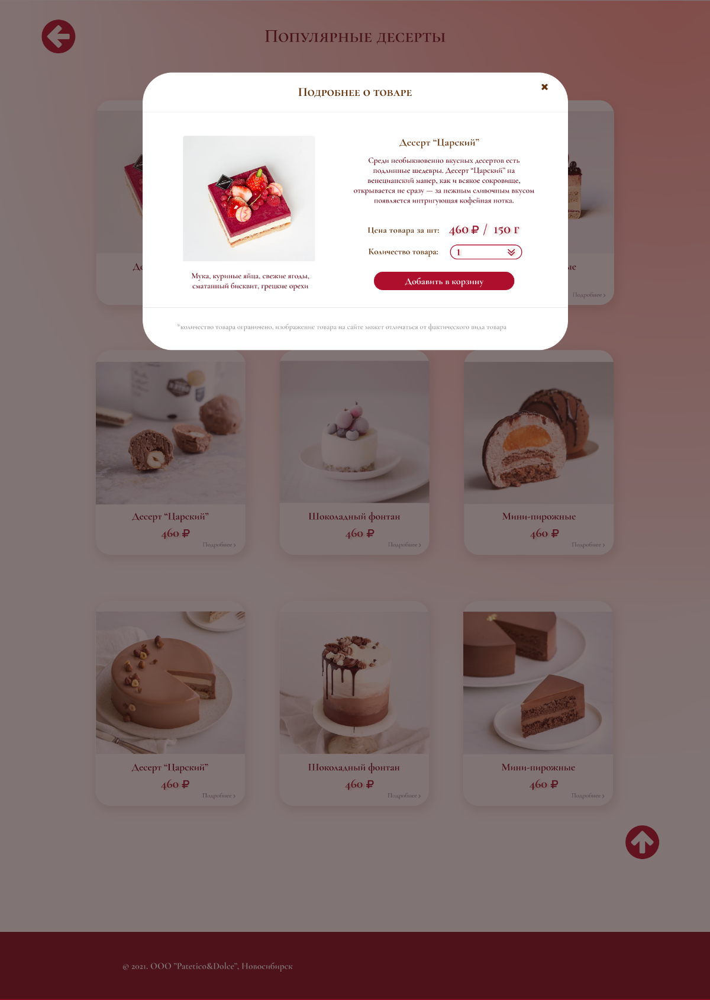 Популярные десерты
Подробнее о товаре
Десерт “Царский”
Среди необыкновенно вкусных десертов есть
подлинные шедевры. Десерт “Царский” на
венецианский манер, как и всякое сокровище,
открывается не сразу — за нежным сливочным вкусом
появляется интригующая кофейная нотка.
Цена товара за шт: 460 ₽ / 150 г
Количество товара: 1
Добавить в корзину
Мука, куриные яйца, свежие ягоды,
сматанный бисквит, грецкие орехи
*количество товара ограничено, изображение товара на сайте может отличаться от фактического вида товара
Де
ые
Подробнее ›
Десерт “Царский”
460 ₽
Подробнее ›
Шоколадный фонтан
460 ₽
Подробнее ›
Мини-пирожные
460 ₽
Подробнее ›
Десерт “Царский”
460 ₽
Подробнее ›
Шоколадный фонтан
460 ₽
Подробнее ›
Мини-пирожные
460 ₽
Подробнее ›
© 2021. ООО ”Patetico&Dolce”, Новосибирск